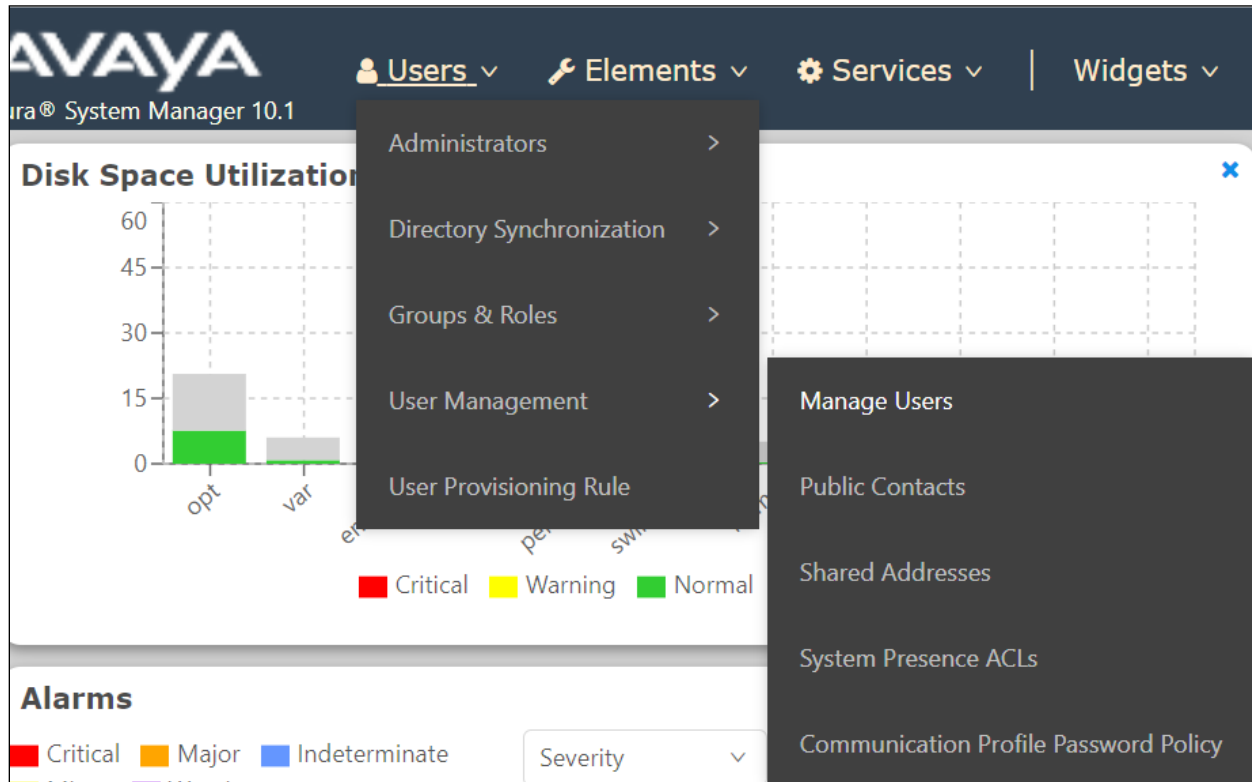 AVAYA
Users
Elements
Services
Widgets
ura® System Manager 10.1
Administrators
Disk Space Utilization
60
45
30
15
0
opt
var
Directory Synchronization
Groups & Roles
User Management
User Provisioning Rule
Manage Users
Public Contacts
Shared Addresses
System Presence ACLs
Communication Profile Password Policy
Critical
Warning
Normal
Alarms
Critical
Major
Indeterminate
Severity